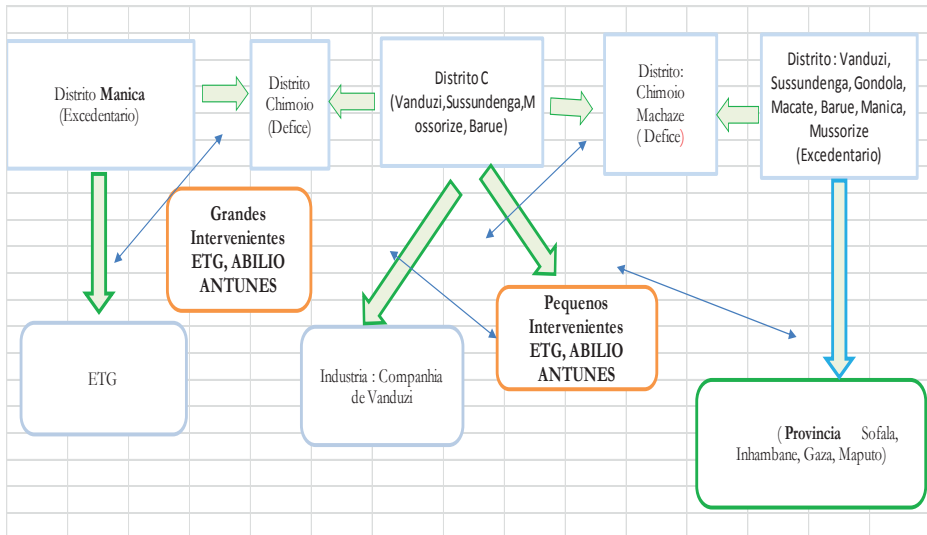 Distrito Manica
(Excedentario)
Distrito
Chimoio
(Defice)
Distrito C
(Vanduzi,Sussundenga,M
ossorize, Barue)
Distrito:
Chimoio
Machaze
( Defice)
Distrito : Vanduzi,
Sussundenga, Gondola,
Macate, Barue, Manica,
Mussorize
(Excedentario)
Grandes
Intervenientes
ETG, ABILIO
ANTUNES
Pequenos
Intervenientes
ETG, ABILIO
ANTUNES
ETG
Industria : Companhia
de Vanduzi
( Provincia Sofala,
Inhambane, Gaza, Maputo)